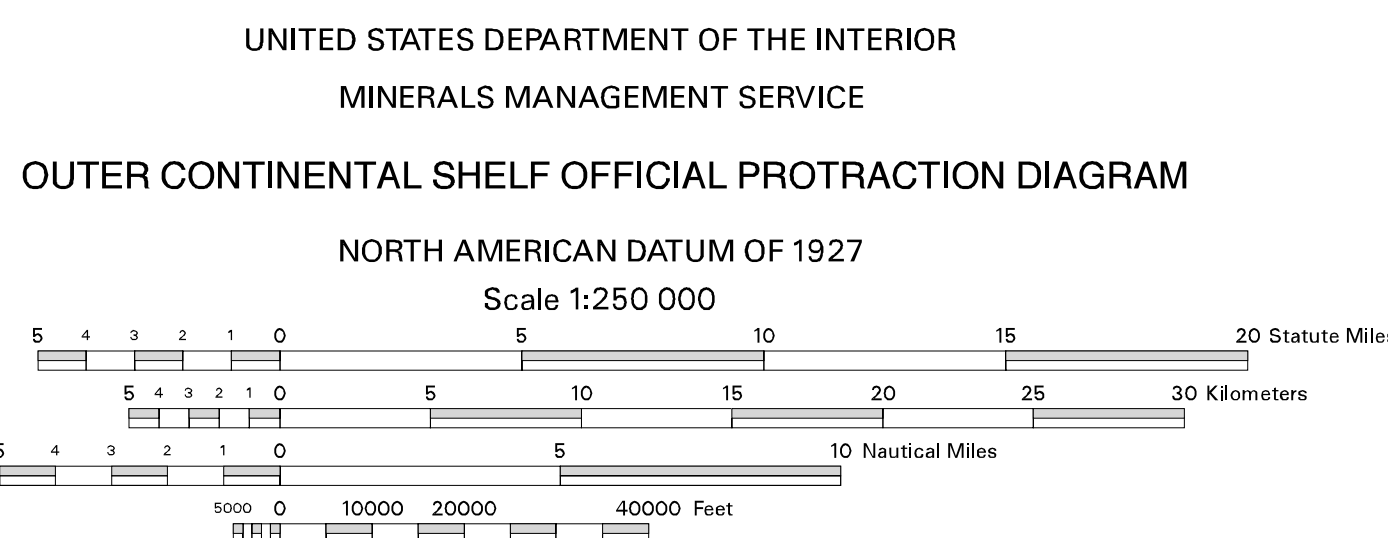 UNITED STATES DEPARTMENT OF THE INTERIOR
MINERALS MANAGEMENT SERVICE
OUTER CONTINENTAL SHELF OFFICIAL PROTRACTION DIAGRAM
NORTH AMERICAN DATUM OF 1927
Scale 1:250 000
5 4 3 2 1 0 5 10 15 20 Statute Miles
5 4 3 2 1 0 5 10 15 20 25 30 Kilometers
5 4 3 2 1 0 5 10 Nautical Miles
5000 0 10000 20000 40000 Feet